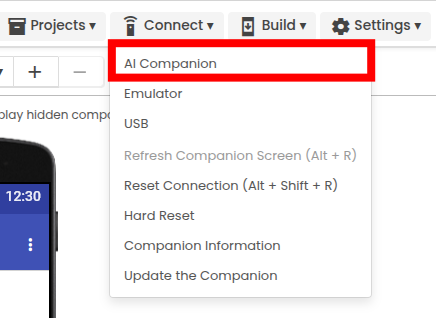 Projects ▾ Connect ▾ Build ▾ Settings ▾
+ −
AI Companion
Emulator
play hidden comp
USB
Refresh Companion Screen (Alt + R)
Reset Connection (Alt + Shift + R)
12:30
Hard Reset
Companion Information
Update the Companion